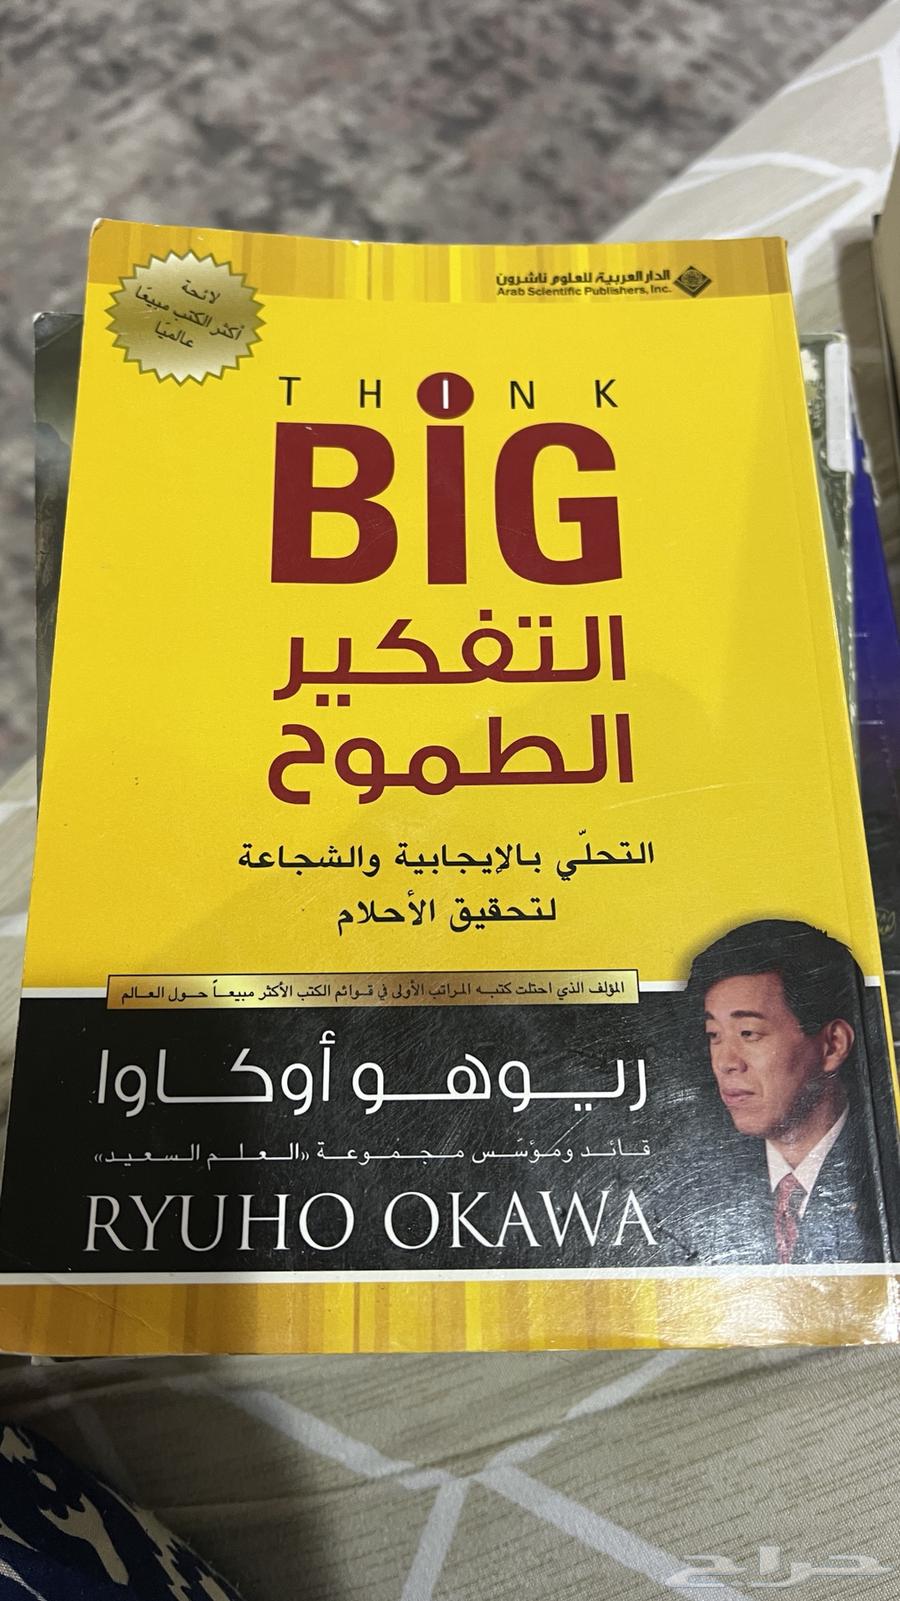 الدار العربية للعلوم ناشرون
Arab Scientific Publishers, Inc.
لائحة
أكثر الكتب مبيعًا
عالميًا
THINK
BIG
التفكير
الطموح
التحلّي بالإيجابية والشجاعة
لتحقيق الأحلام
المؤلف الذي احتلت كتبه المراتب الأولى في قوائم الكتب الأكثر مبيعاً حول العالم
ريوهو أوكاوا
قائد ومؤسّس مجموعة «العلم السعيد»
RYUHO OKAWA
حراج